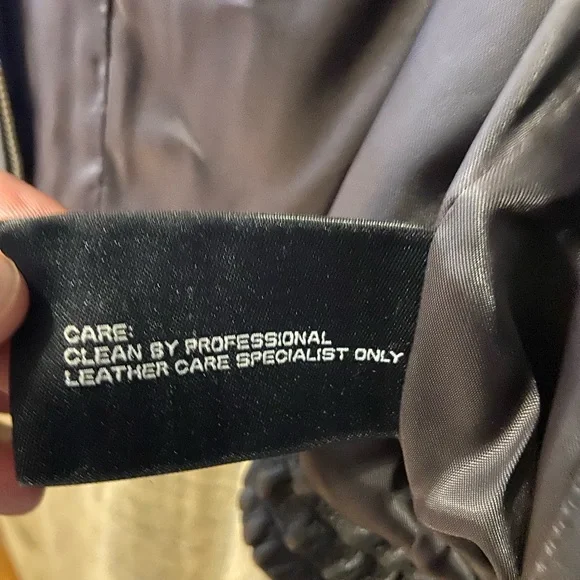 CARE:
CLEAN BY PROFESSIONAL
LEATHER CARE SPECIALIST ONLY